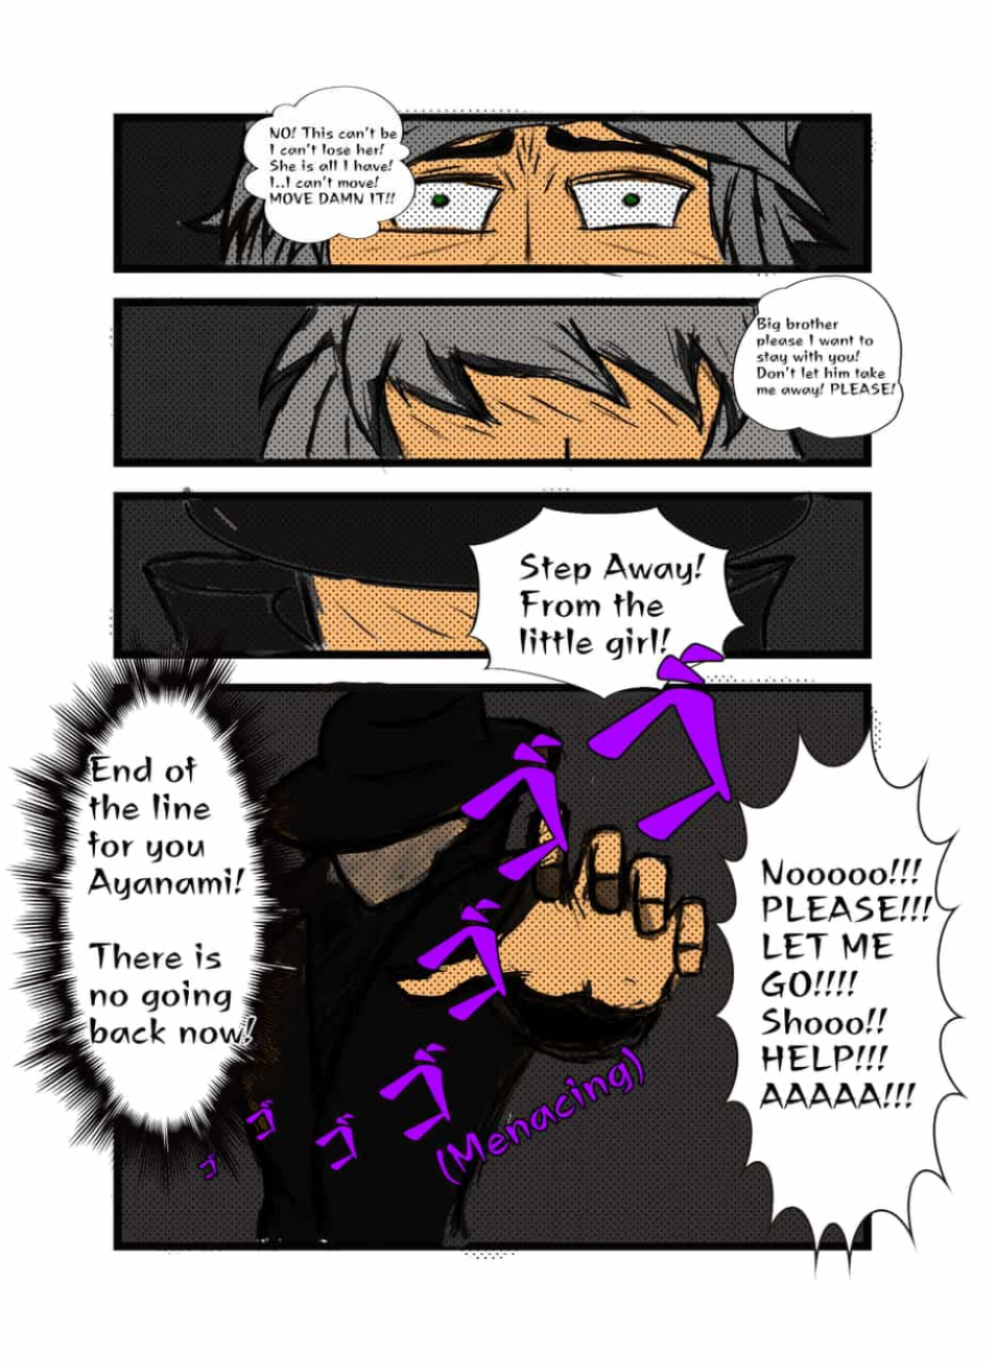 NO! This can't be
I can't lose her!
She is all I have!
I..I can't move!
MOVE DAMN IT!!
Big brother
please I want to
stay with you!
Don't let him take
me away! PLEASE!
Step Away!
From the
little girl!
End of
the line
for you
Ayanami!
There is
no going
back now!
ゴ
ゴ
ゴ
ゴ
ゴ
ゴ
ゴ
(Menacing)
Nooooo!!!
PLEASE!!!
LET ME
GO!!!!
Shooo!!
HELP!!!
AAAAA!!!